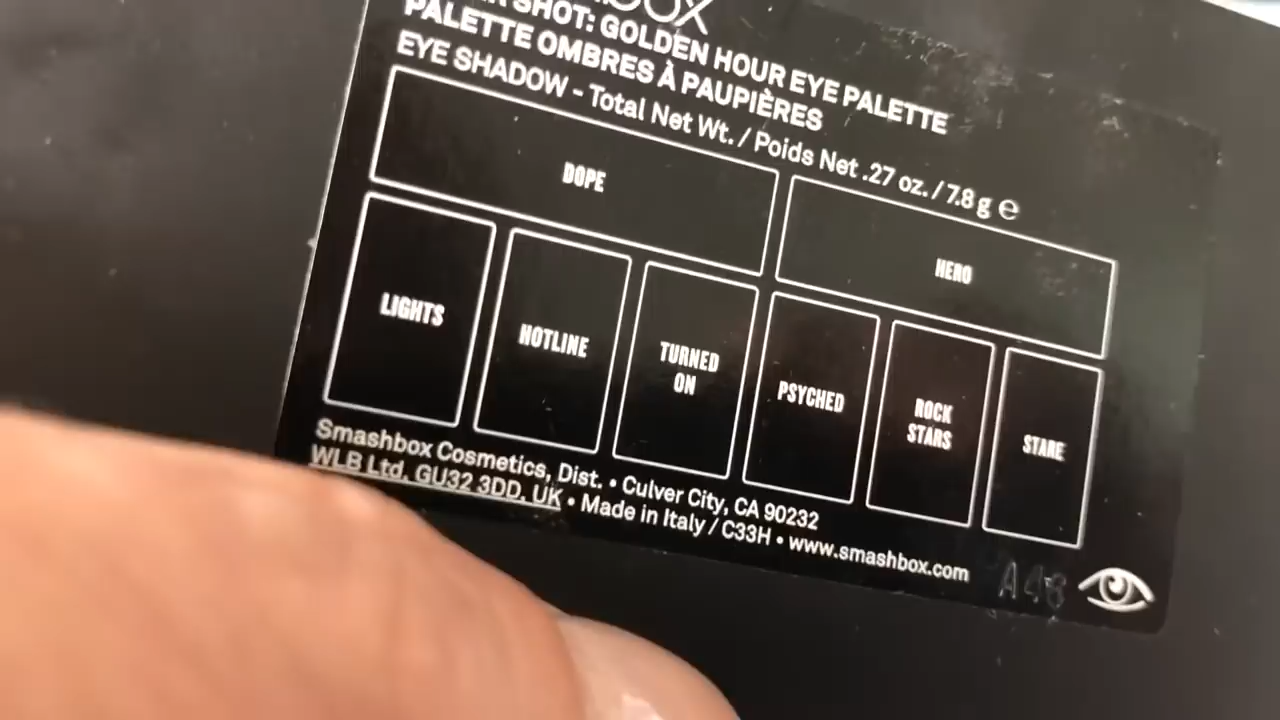 SHOT: GOLDEN HOUR EYE PALETTE
PALETTE OMBRES À PAUPIÈRES
EYE SHADOW - Total Net Wt. / Poids Net .27 oz. / 7.8 g ℮
DOPE
HERO
LIGHTS
HOTLINE
TURNED
ON
PSYCHED
ROCK
STARS
STARE
Smashbox Cosmetics, Dist. • Culver City, CA 90232
WLB Ltd, GU32 3DD, UK • Made in Italy / C33H • www.smashbox.com
A48